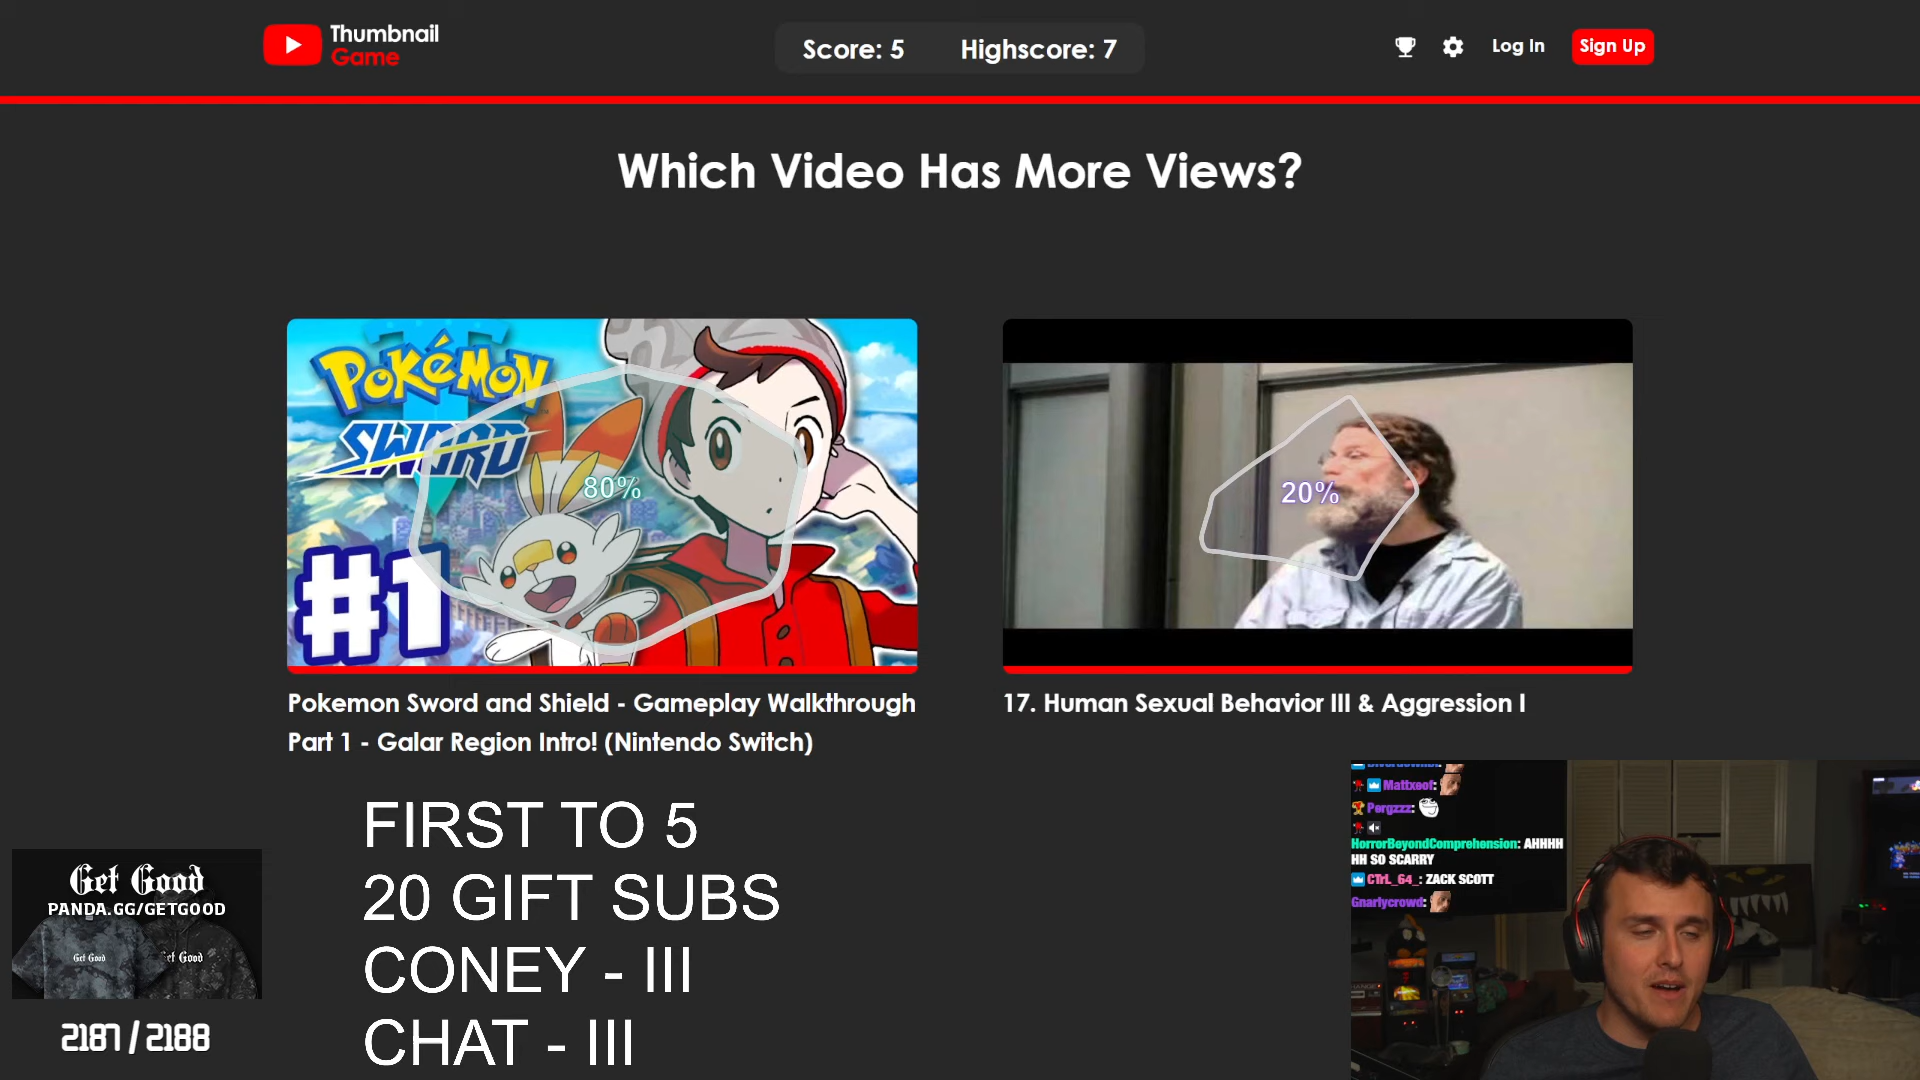 Thumbnail
Game
Score: 5
Highscore: 7
Log In
Sign Up
Which Video Has More Views?
POKéMON
SWORD
80%
#1
20%
Pokemon Sword and Shield - Gameplay Walkthrough
Part 1 - Galar Region Intro! (Nintendo Switch)
17. Human Sexual Behavior III & Aggression I
FIRST TO 5
20 GIFT SUBS
CONEY - III
CHAT - III
Get Good
PANDA.GG/GETGOOD
Get Good
Get Good
2187 / 2188
Mattxeof:
Pergzzz:
HorrorBeyondComprehension: AHHHH
HH SO SCARRY
CTrL_64_: ZACK SCOTT
Gnarlycrowd: